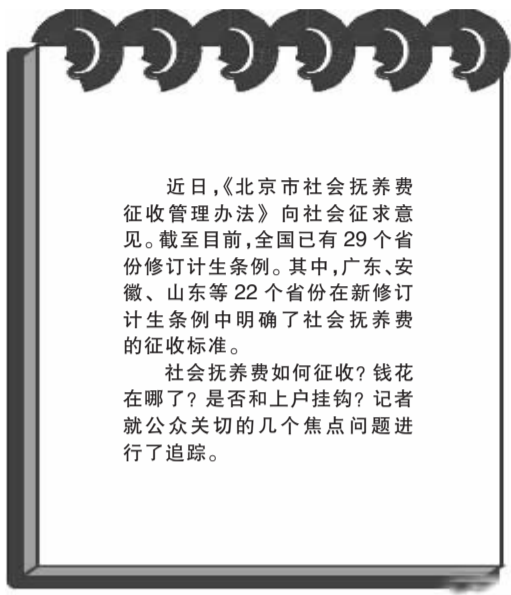 近日，《北京市社会抚养费
征收管理办法》向社会征求意
见。截至目前，全国已有 29 个省
份修订计生条例。其中，广东、安
徽、山东等 22 个省份在新修订
计生条例中明确了社会抚养费
的征收标准。
社会抚养费如何征收？钱花
在哪了？是否和上户挂钩？记者
就公众关切的几个焦点问题进
行了追踪。